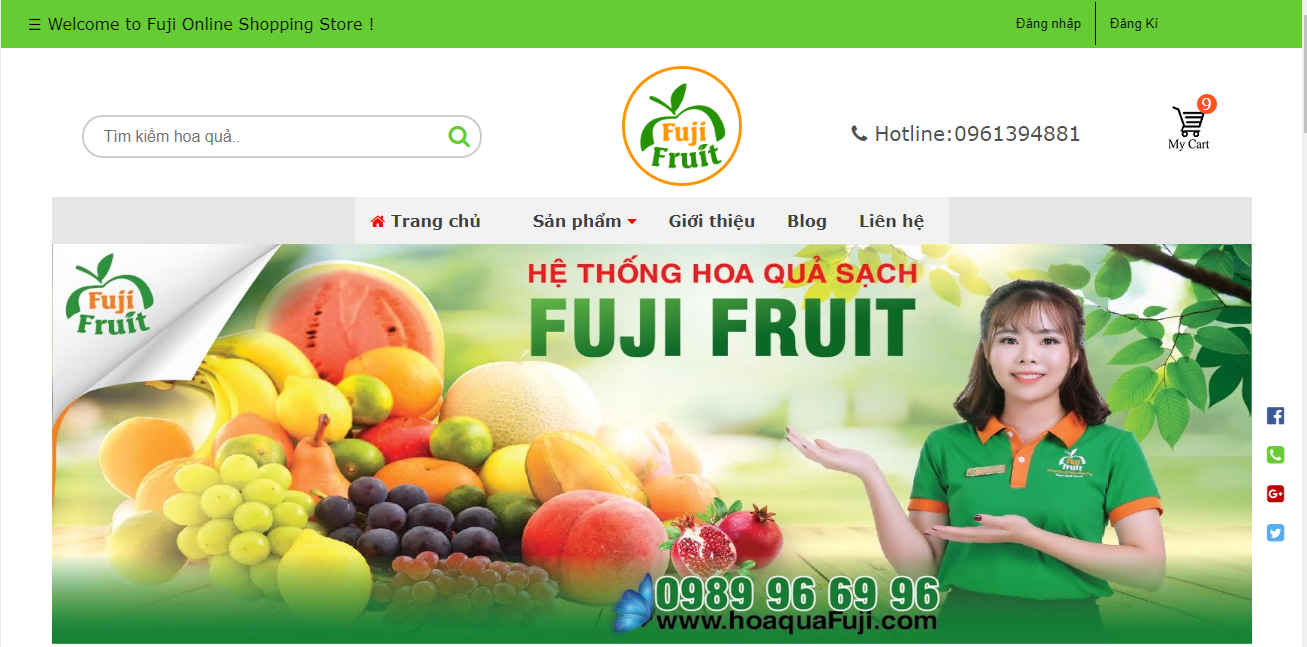 ☰ Welcome to Fuji Online Shopping Store !
Đăng nhập
Đăng Kí
Tìm kiếm hoa quả..
Fuji
Fruit
Hotline:0961394881
9
My Cart
Trang chủ
Sản phẩm
Giới thiệu
Blog
Liên hệ
Fuji
Fruit
HỆ THỐNG HOA QUẢ SẠCH
FUJI FRUIT
Fuji
Fruit
0989 96 69 96
www.hoaquaFuji.com